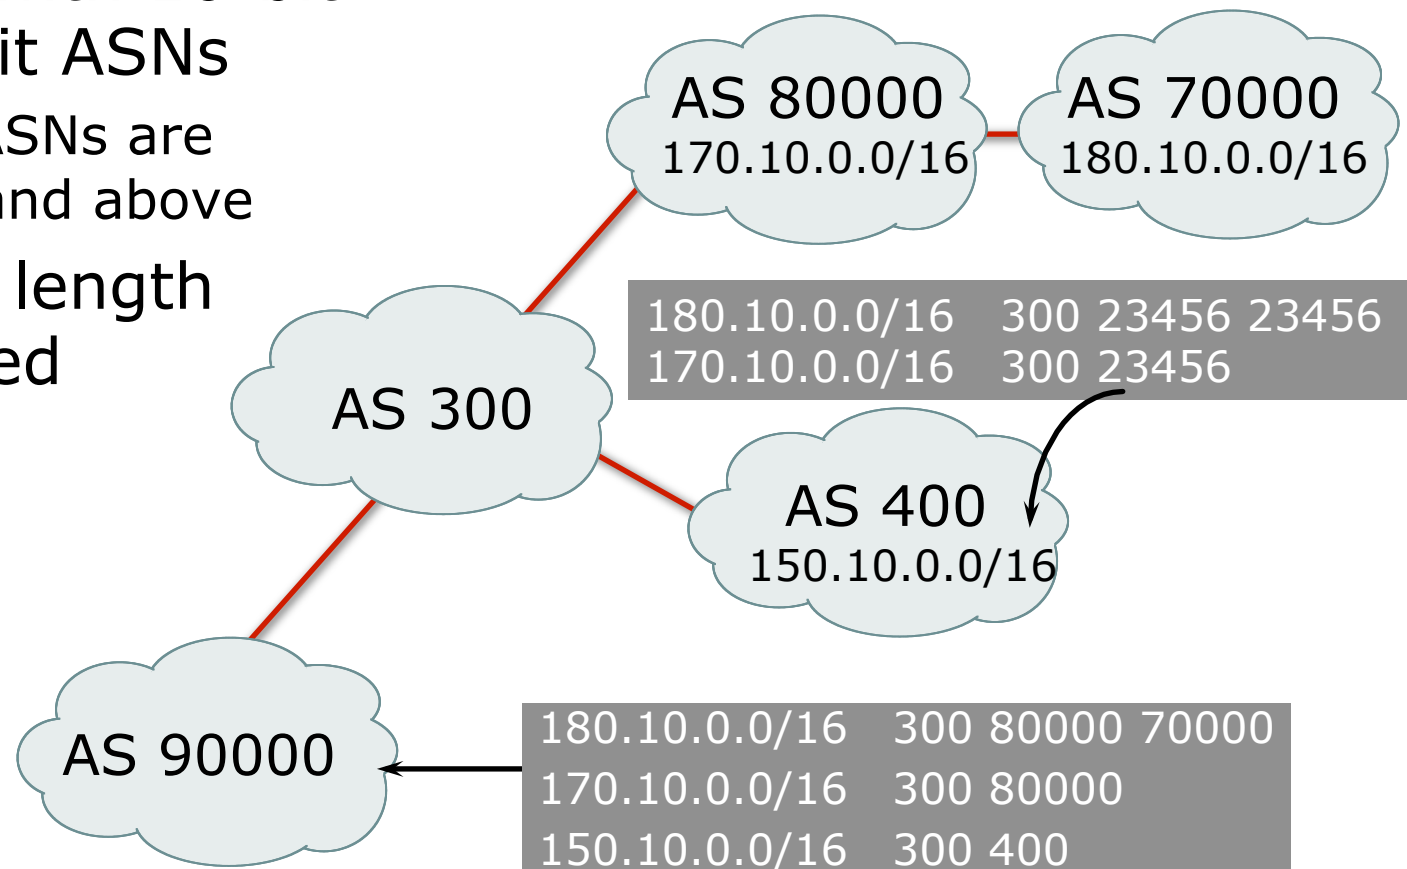 it ASNs
ASNs are
and above
length
ed
AS 80000
170.10.0.0/16
AS 70000
180.10.0.0/16
180.10.0.0/16 300 23456 23456
170.10.0.0/16 300 23456
AS 300
AS 400
150.10.0.0/16
AS 90000
180.10.0.0/16 300 80000 70000
170.10.0.0/16 300 80000
150.10.0.0/16 300 400